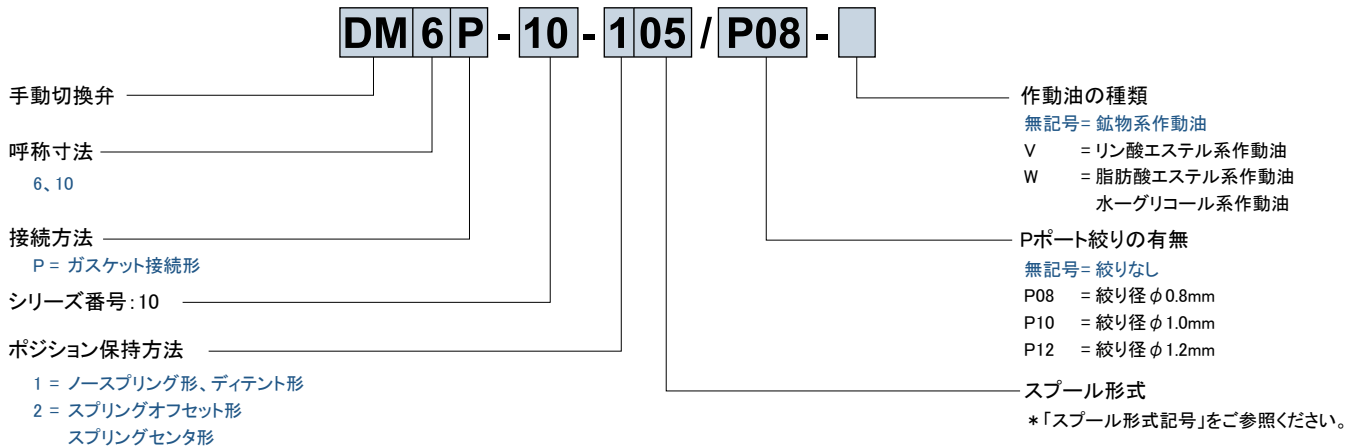 DM6P-10-105/P08-
手動切換弁
呼称寸法
6、10
接続方法
P = ガスケット接続形
シリーズ番号:10
ポジション保持方法
1 = ノースプリング形、ディテント形
2 = スプリングオフセット形
スプリングセンタ形
作動油の種類
無記号= 鉱物系作動油
V = リン酸エステル系作動油
W = 脂肪酸エステル系作動油
水ーグリコール系作動油
Pポート絞りの有無
無記号= 絞りなし
P08 = 絞り径φ0.8mm
P10 = 絞り径φ1.0mm
P12 = 絞り径φ1.2mm
スプール形式
*「スプール形式記号」をご参照ください。